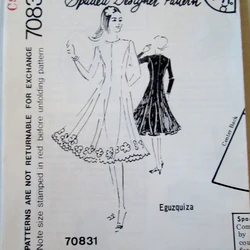 Spadea Designer Pattern
70831
PATTERNS ARE NOT RETURNABLE FOR EXCHANGE
Note size stamped in red before unfolding pattern
Center Back
Eguzquiza
70831